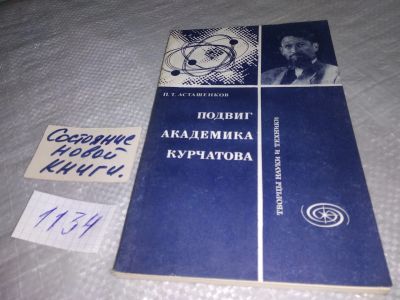 П. Т. АСТАШЕНКОВ
ПОДВИГ
АКАДЕМИКА
КУРЧАТОВА
ТВОРЦЫ НАУКИ И ТЕХНИКИ
Состояние
новой
книги.
1134